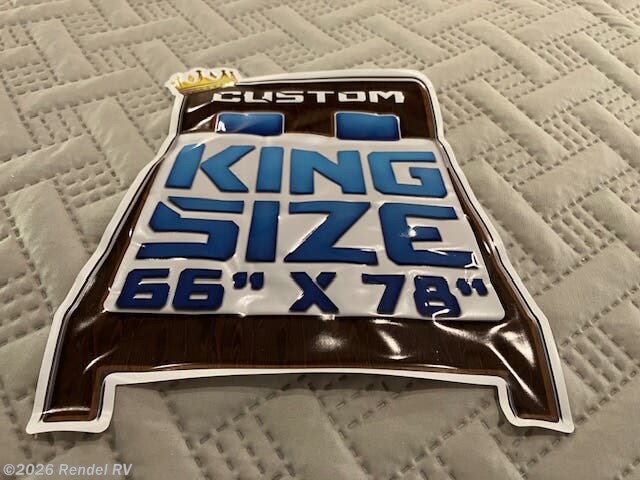 CUSTOM
KING
SIZE
66" X 78"
©2026 Rendel RV